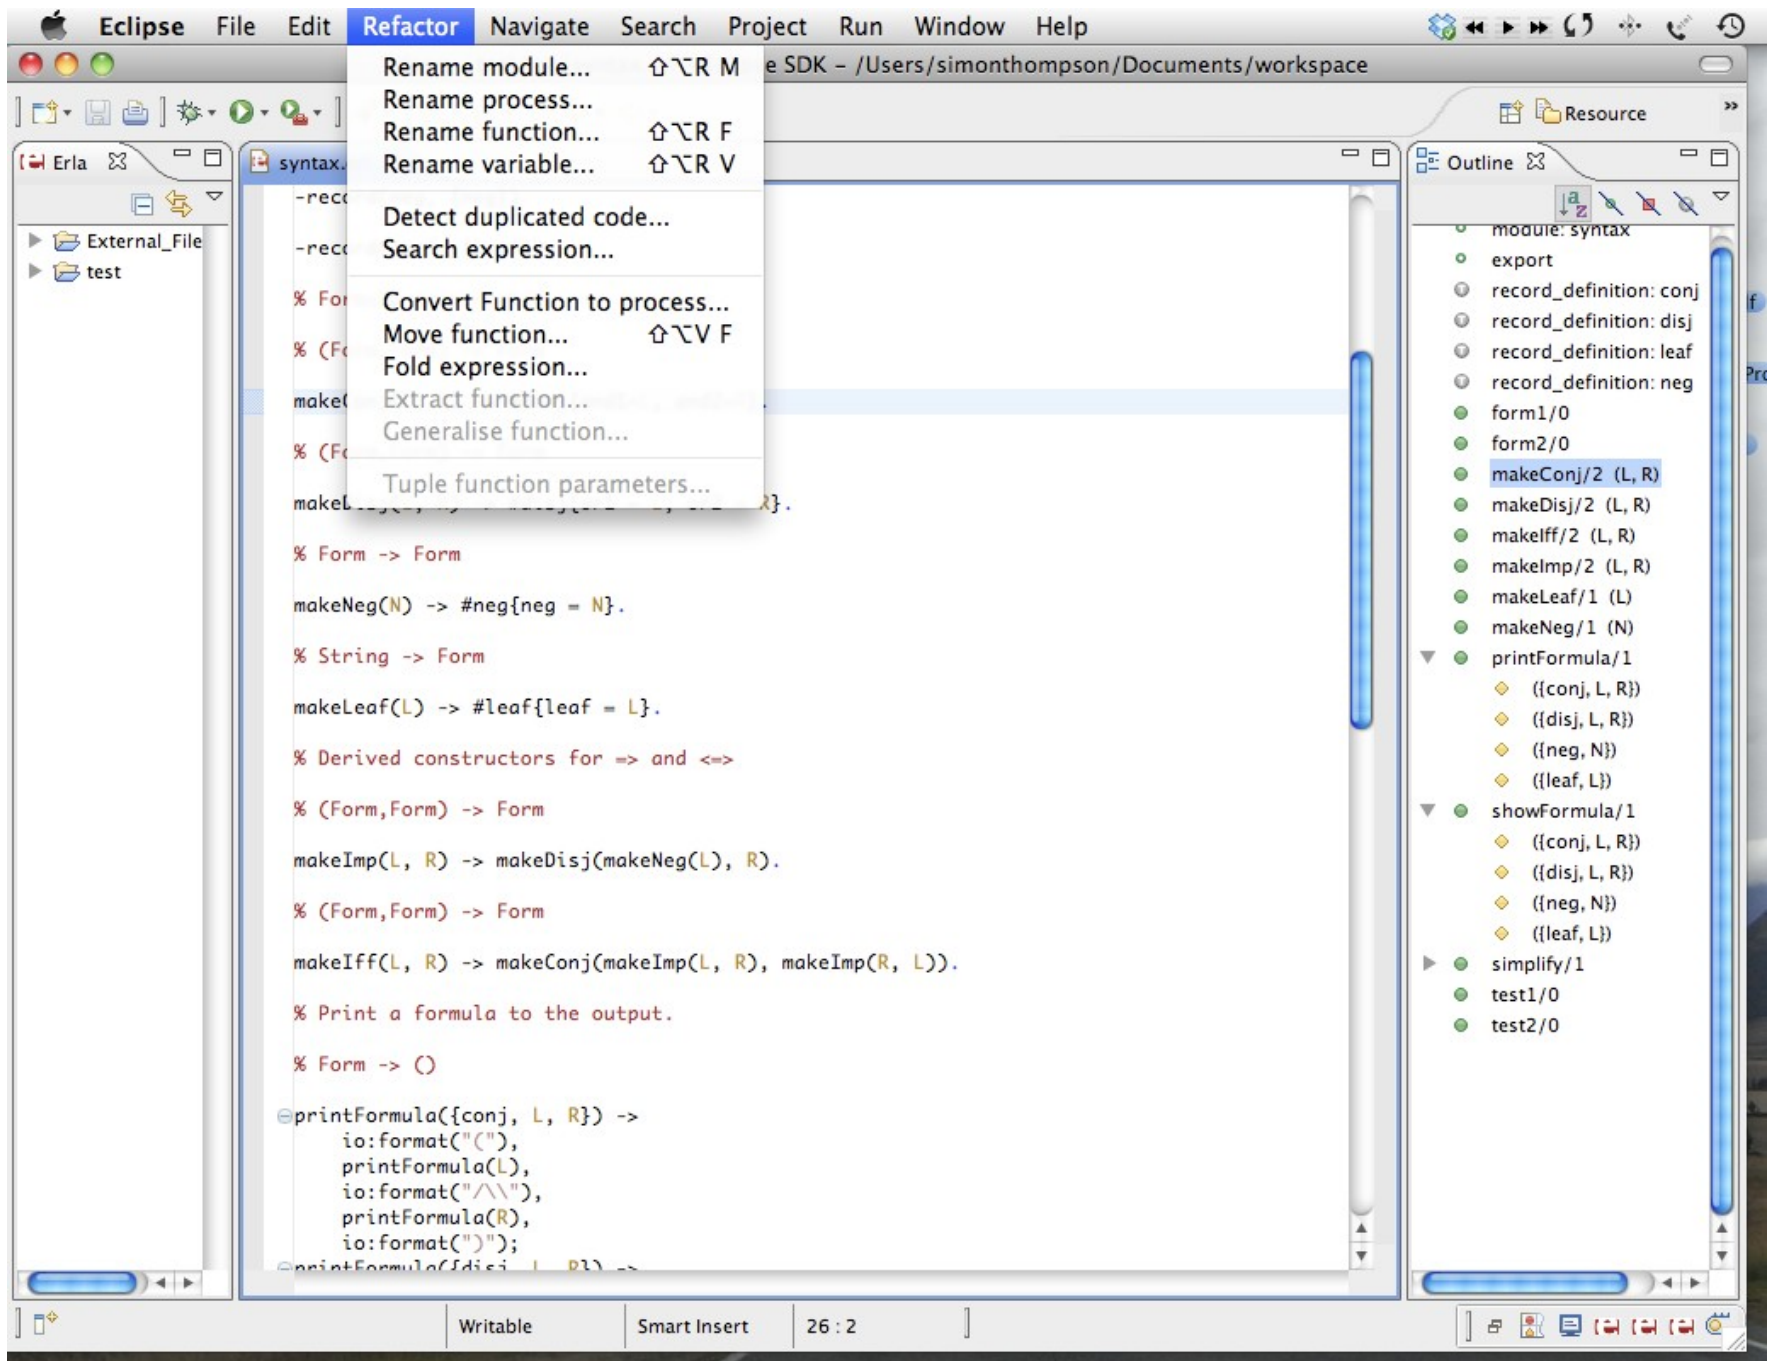 Eclipse File Edit Refactor Navigate Search Project Run Window Help
e SDK – /Users/simonthompson/Documents/workspace
Rename module... ⇧⌥R M
Rename process...
Rename function... ⇧⌥R F
Rename variable... ⇧⌥R V
Detect duplicated code...
Search expression...
Convert Function to process...
Move function... ⇧⌥V F
Fold expression...
Extract function...
Generalise function...
Tuple function parameters...
Resource
Erla
External_File
test
syntax.
-reco
-reco
% For
% (Fo
make
% (Fo
R}.
% Form -> Form
makeNeg(N) -> #neg{neg = N}.
% String -> Form
makeLeaf(L) -> #leaf{leaf = L}.
% Derived constructors for => and <=>
% (Form,Form) -> Form
makeImp(L, R) -> makeDisj(makeNeg(L), R).
% (Form,Form) -> Form
makeIff(L, R) -> makeConj(makeImp(L, R), makeImp(R, L)).
% Print a formula to the output.
% Form -> ()
printFormula({conj, L, R}) ->
io:format("("),
printFormula(L),
io:format("/\\"),
printFormula(R),
io:format(")");
printFormula({disj, L, R}) ->
Outline
module: syntax
export
record_definition: conj
record_definition: disj
record_definition: leaf
record_definition: neg
form1/0
form2/0
makeConj/2 (L, R)
makeDisj/2 (L, R)
makeIff/2 (L, R)
makeImp/2 (L, R)
makeLeaf/1 (L)
makeNeg/1 (N)
printFormula/1
({conj, L, R})
({disj, L, R})
({neg, N})
({leaf, L})
showFormula/1
({conj, L, R})
({disj, L, R})
({neg, N})
({leaf, L})
simplify/1
test1/0
test2/0
Writable Smart Insert 26 : 2